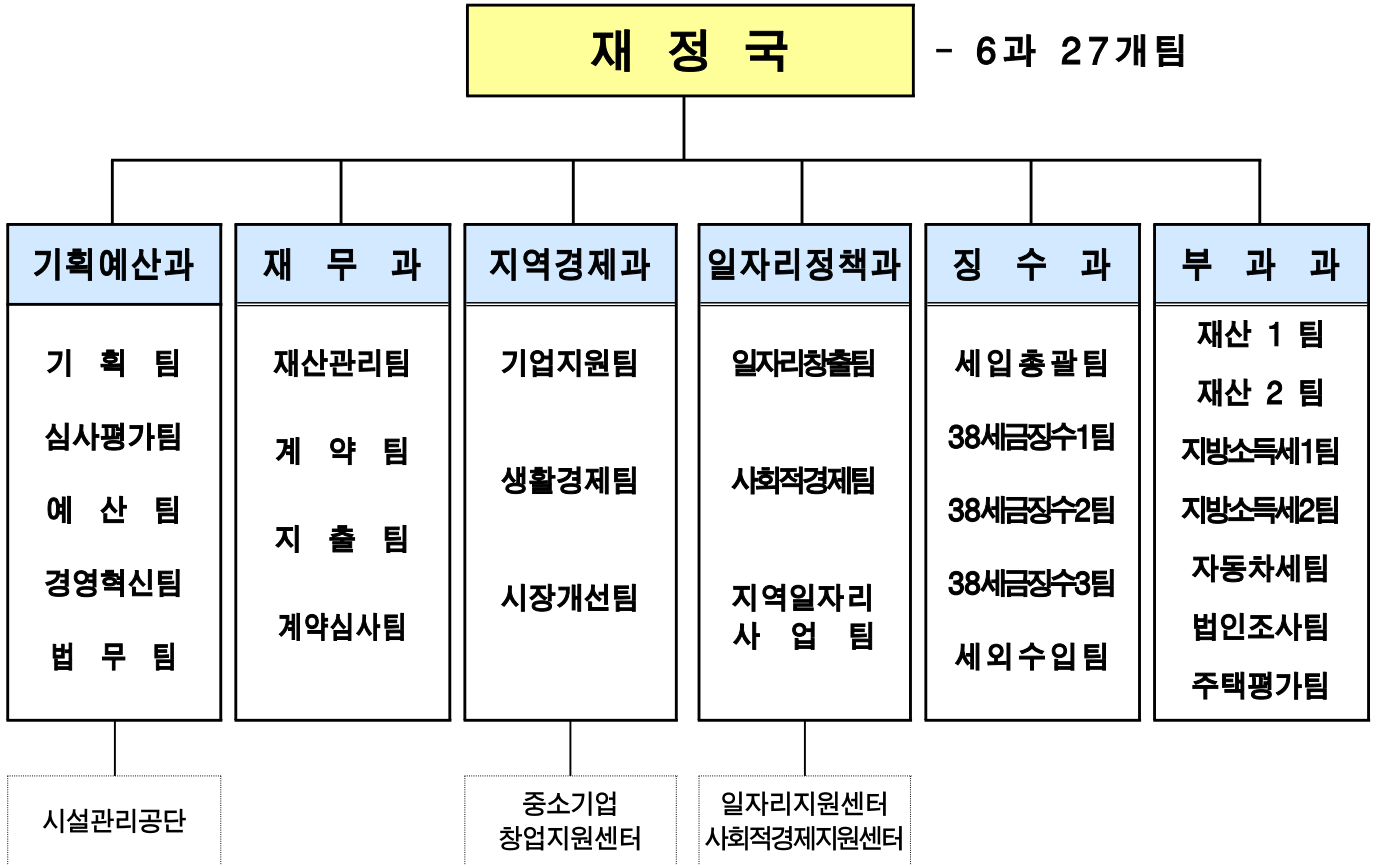 재 정 국
- 6과 27개팀
기획예산과
기 획 팀
심사평가팀
예 산 팀
경영혁신팀
법 무 팀
시설관리공단
재 무 과
재산관리팀
계 약 팀
지 출 팀
계약심사팀
지역경제과
기업지원팀
생활경제팀
시장개선팀
중소기업
창업지원센터
일자리정책과
일자리창출팀
사회적경제팀
지역일자리
사 업 팀
일자리지원센터
사회적경제지원센터
징 수 과
세입총괄팀
38세금징수1팀
38세금징수2팀
38세금징수3팀
세외수입팀
부 과 과
재산 1 팀
재산 2 팀
지방소득세1팀
지방소득세2팀
자동차세팀
법인조사팀
주택평가팀